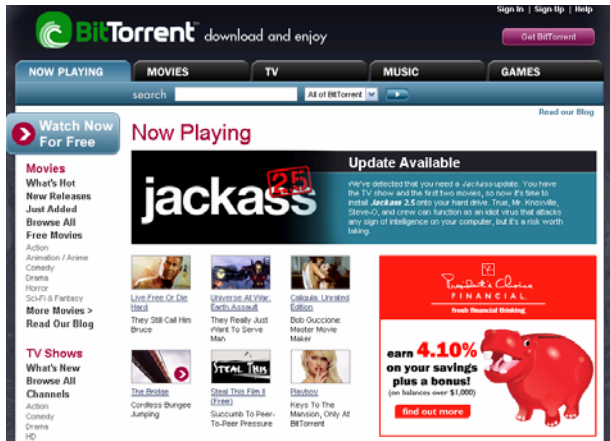 Sign In | Sign Up | Help
BitTorrent download and enjoy
Get BitTorrent
NOW PLAYING MOVIES TV MUSIC GAMES
search All of BitTorrent
Read our Blog
Watch Now
For Free
Now Playing
Movies
What's Hot
New Releases
Just Added
Browse All
Free Movies
Action
Animation / Anime
Comedy
Drama
Horror
Sci-Fi & Fantasy
More Movies >
Read Our Blog
TV Shows
What's New
Browse All
Channels
Action
Comedy
Drama
HD
jackass 2.5
Update Available
We've detected that you need a Jackass update. You have
the TV show and the first two movies, so now it's time to
install Jackass 2.5 onto your hard drive. True, Mr. Knoxville,
Steve-O, and crew can function as an idiot virus that attacks
any sign of intelligence on your computer, but it's a risk worth
taking.
Live Free Or Die
Hard
They Still Call Him
Bruce
Universe At War:
Earth Assault
They Really Just
Want To Serve
Man
Caligula: Unrated
Edition
Bob Guccione:
Master Movie
Maker
The Bridge
Cordless Bungee
Jumping
STEAL THIS
Steal This Film II
(Free)
Succumb To Peer-
To-Peer Pressure
Playboy
Keys To The
Mansion, Only At
BitTorrent
President's Choice
FINANCIAL
fresh financial thinking.
earn 4.10%
on your savings
plus a bonus!
(on balances over $1,000)
find out more